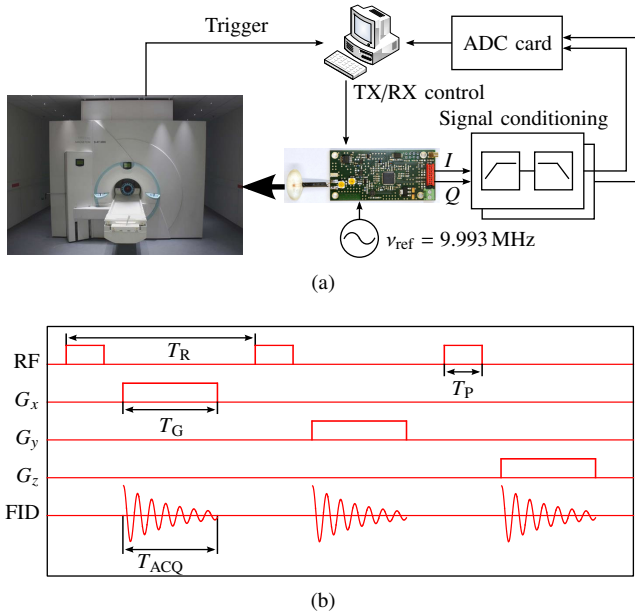 Trigger
ADC card
TX/RX control
Signal conditioning
I
Q
ν_ref = 9.993 MHz
(a)
RF
T_R
T_P
G_x
T_G
G_y
G_z
FID
T_ACQ
(b)